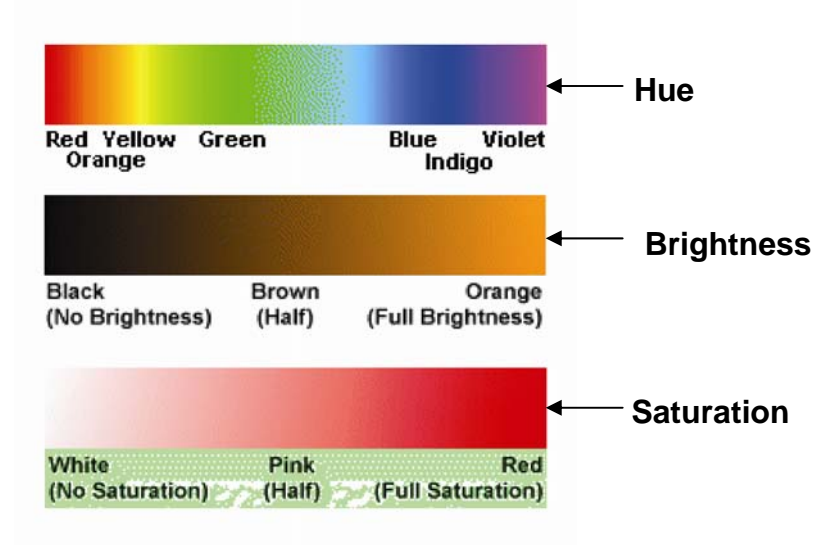 Hue
Red Yellow Green Blue Violet
Orange Indigo
Brightness
Black Brown Orange
(No Brightness) (Half) (Full Brightness)
Saturation
White Pink Red
(No Saturation) (Half) (Full Saturation)